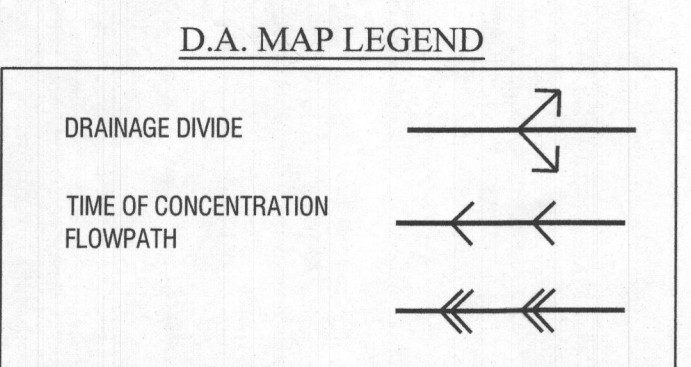 D.A. MAP LEGEND
DRAINAGE DIVIDE
TIME OF CONCENTRATION
FLOWPATH